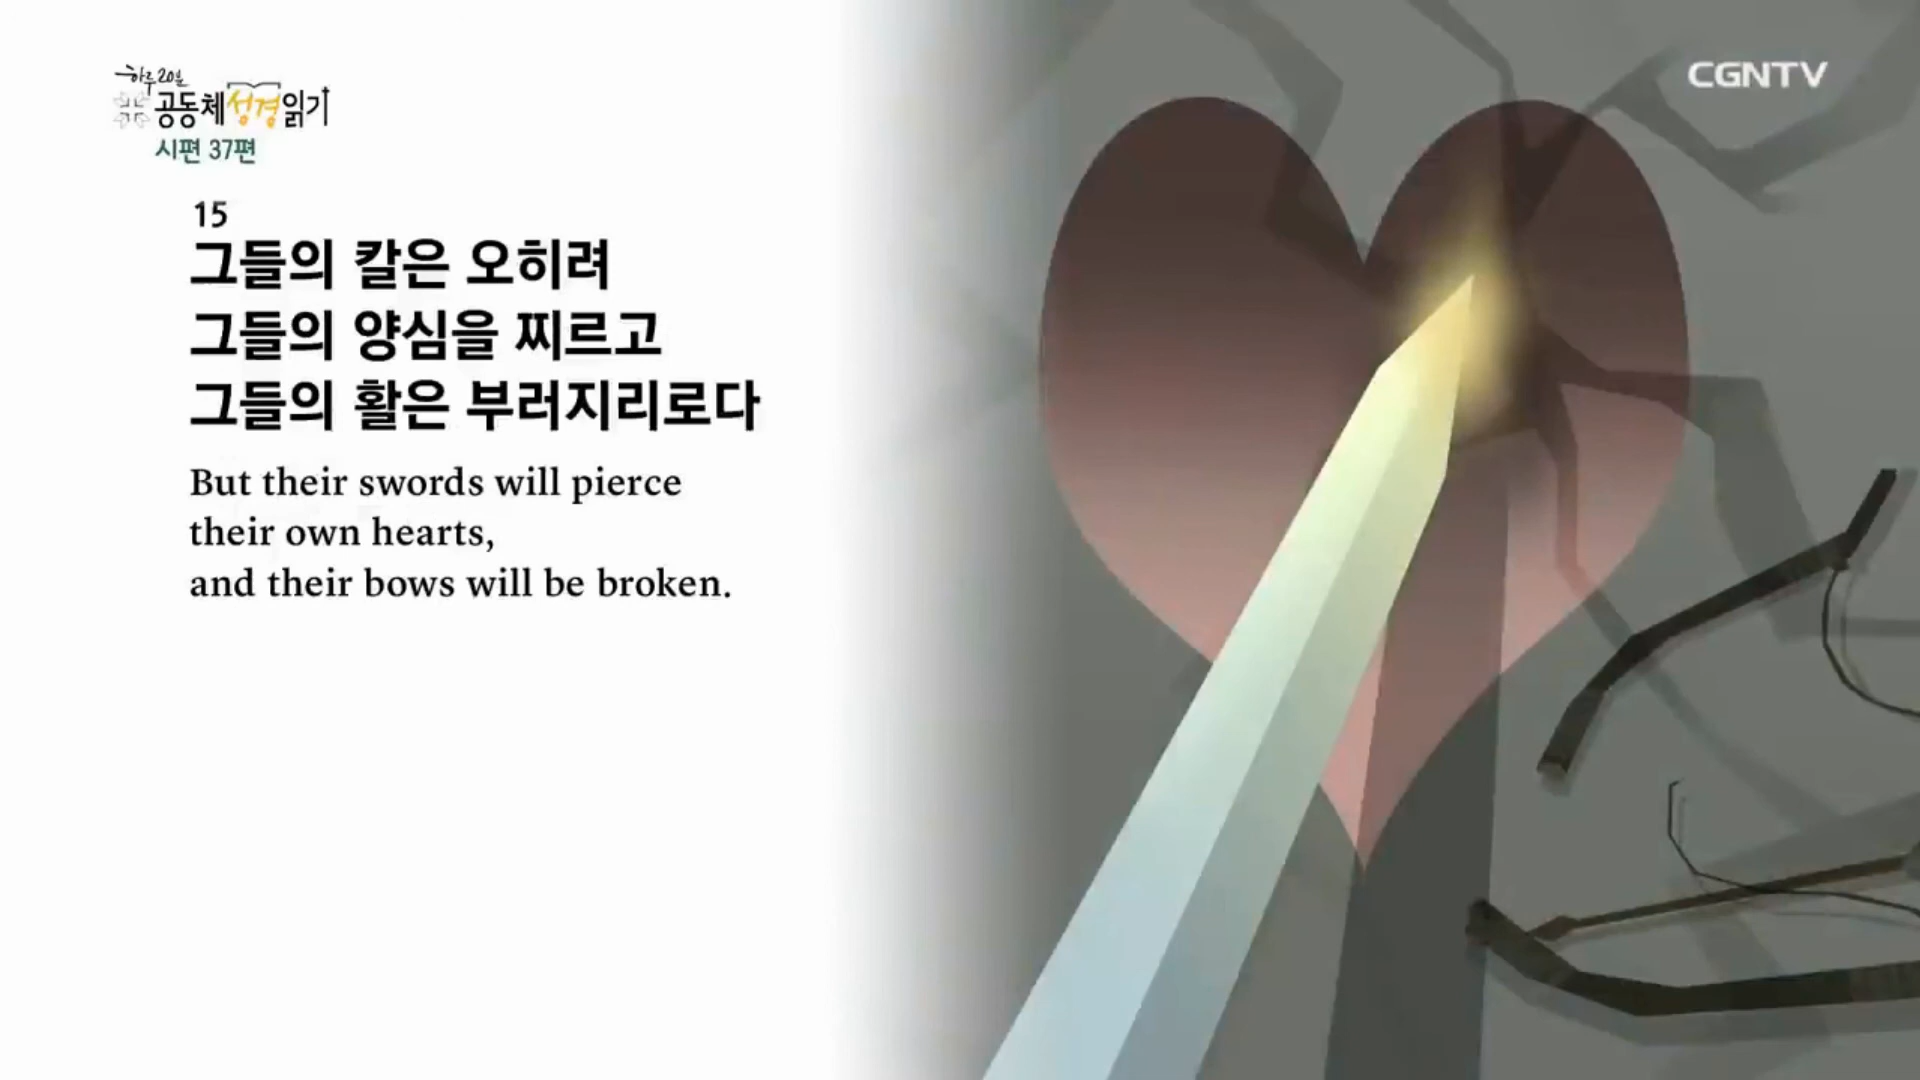 하루 20분
공동체성경읽기
시편 37편
CGNTV
15
그들의 칼은 오히려
그들의 양심을 찌르고
그들의 활은 부러지리로다
But their swords will pierce
their own hearts,
and their bows will be broken.